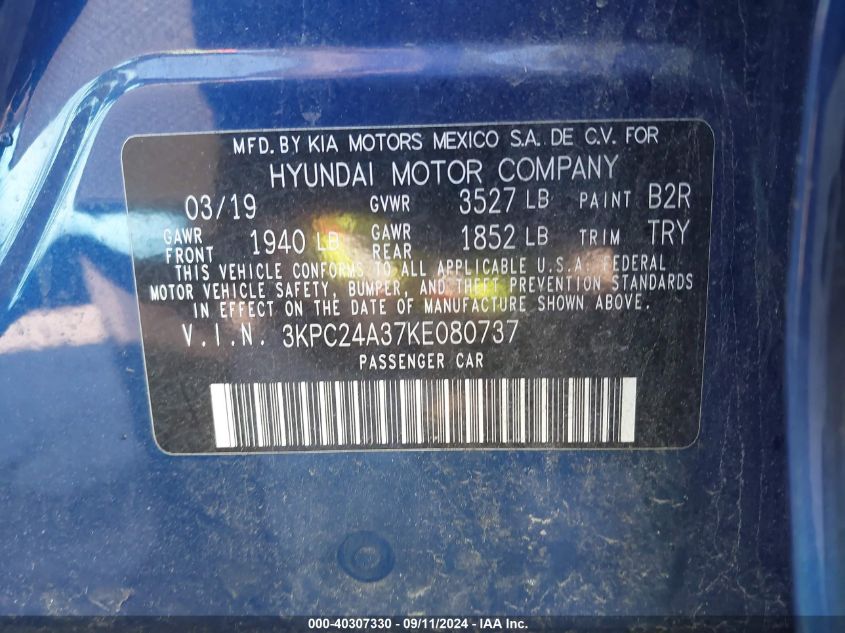 MFD. BY KIA MOTORS MEXICO S.A. DE C.V. FOR
HYUNDAI MOTOR COMPANY
03/19 GVWR 3527 LB PAINT B2R
GAWR FRONT 1940 LB GAWR REAR 1852 LB TRIM TRY
THIS VEHICLE CONFORMS TO ALL APPLICABLE U.S.A. FEDERAL
MOTOR VEHICLE SAFETY, BUMPER, AND THEFT PREVENTION STANDARDS
IN EFFECT ON THE DATE OF MANUFACTURE SHOWN ABOVE.
V.I.N. 3KPC24A37KE080737
PASSENGER CAR
000-40307330 - 09/11/2024 - IAA Inc.